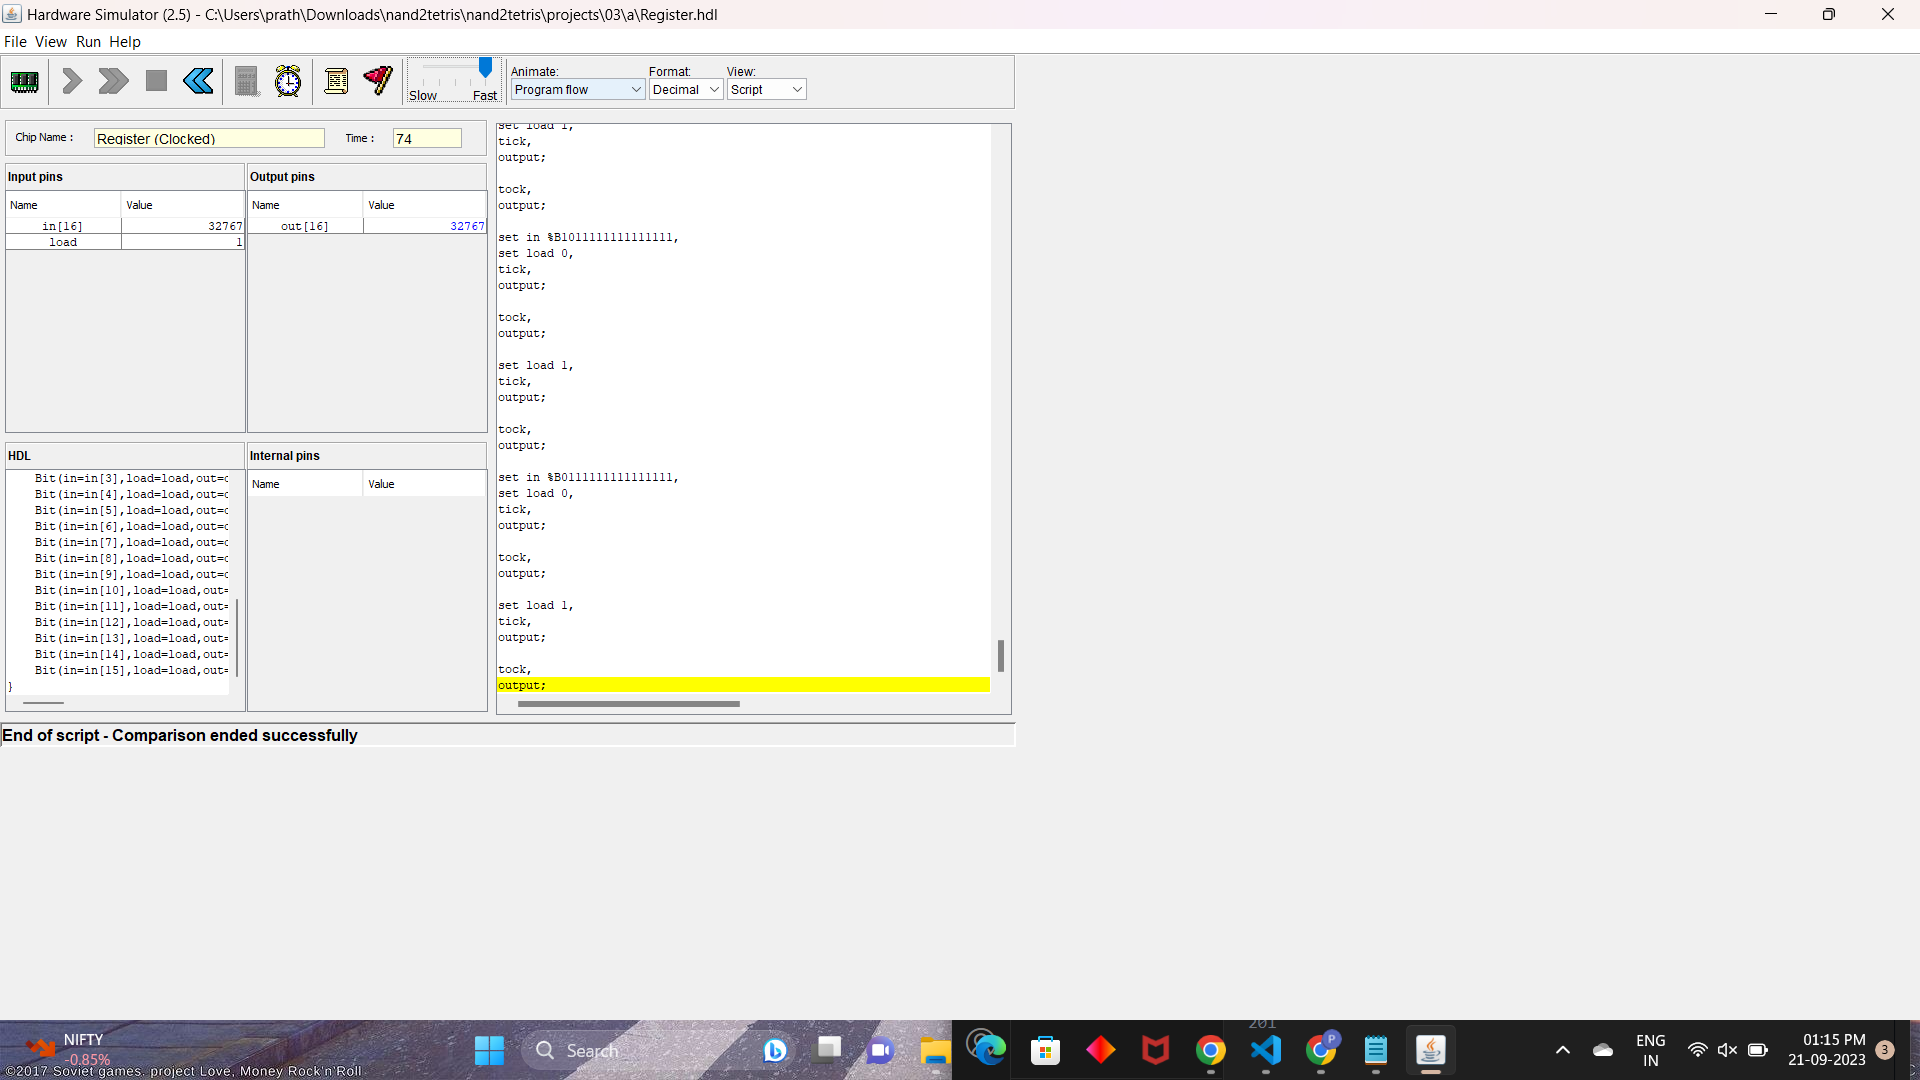 Hardware Simulator (2.5) - C:\Users\prath\Downloads\nand2tetris\nand2tetris\projects\03\a\Register.hdl
File View Run Help
Slow Fast
Animate: Format: View:
Program flow Decimal Script
Chip Name : Register (Clocked) Time : 74
Input pins
Name Value
in[16] 32767
load 1
Output pins
Name Value
out[16] 32767
HDL
Bit(in=in[3],load=load,out=
Bit(in=in[4],load=load,out=
Bit(in=in[5],load=load,out=
Bit(in=in[6],load=load,out=
Bit(in=in[7],load=load,out=
Bit(in=in[8],load=load,out=
Bit(in=in[9],load=load,out=
Bit(in=in[10],load=load,out=
Bit(in=in[11],load=load,out=
Bit(in=in[12],load=load,out=
Bit(in=in[13],load=load,out=
Bit(in=in[14],load=load,out=
Bit(in=in[15],load=load,out=
}
Internal pins
Name Value
set load 1,
tick,
output;
tock,
output;
set in %B1011111111111111,
set load 0,
tick,
output;
tock,
output;
set load 1,
tick,
output;
tock,
output;
set in %B0111111111111111,
set load 0,
tick,
output;
tock,
output;
set load 1,
tick,
output;
tock,
output;
End of script - Comparison ended successfully
NIFTY
-0.85%
©2017 Soviet games. project Love, Money Rock'n'Roll
Search
201
P
ENG
IN
01:15 PM
21-09-2023
3